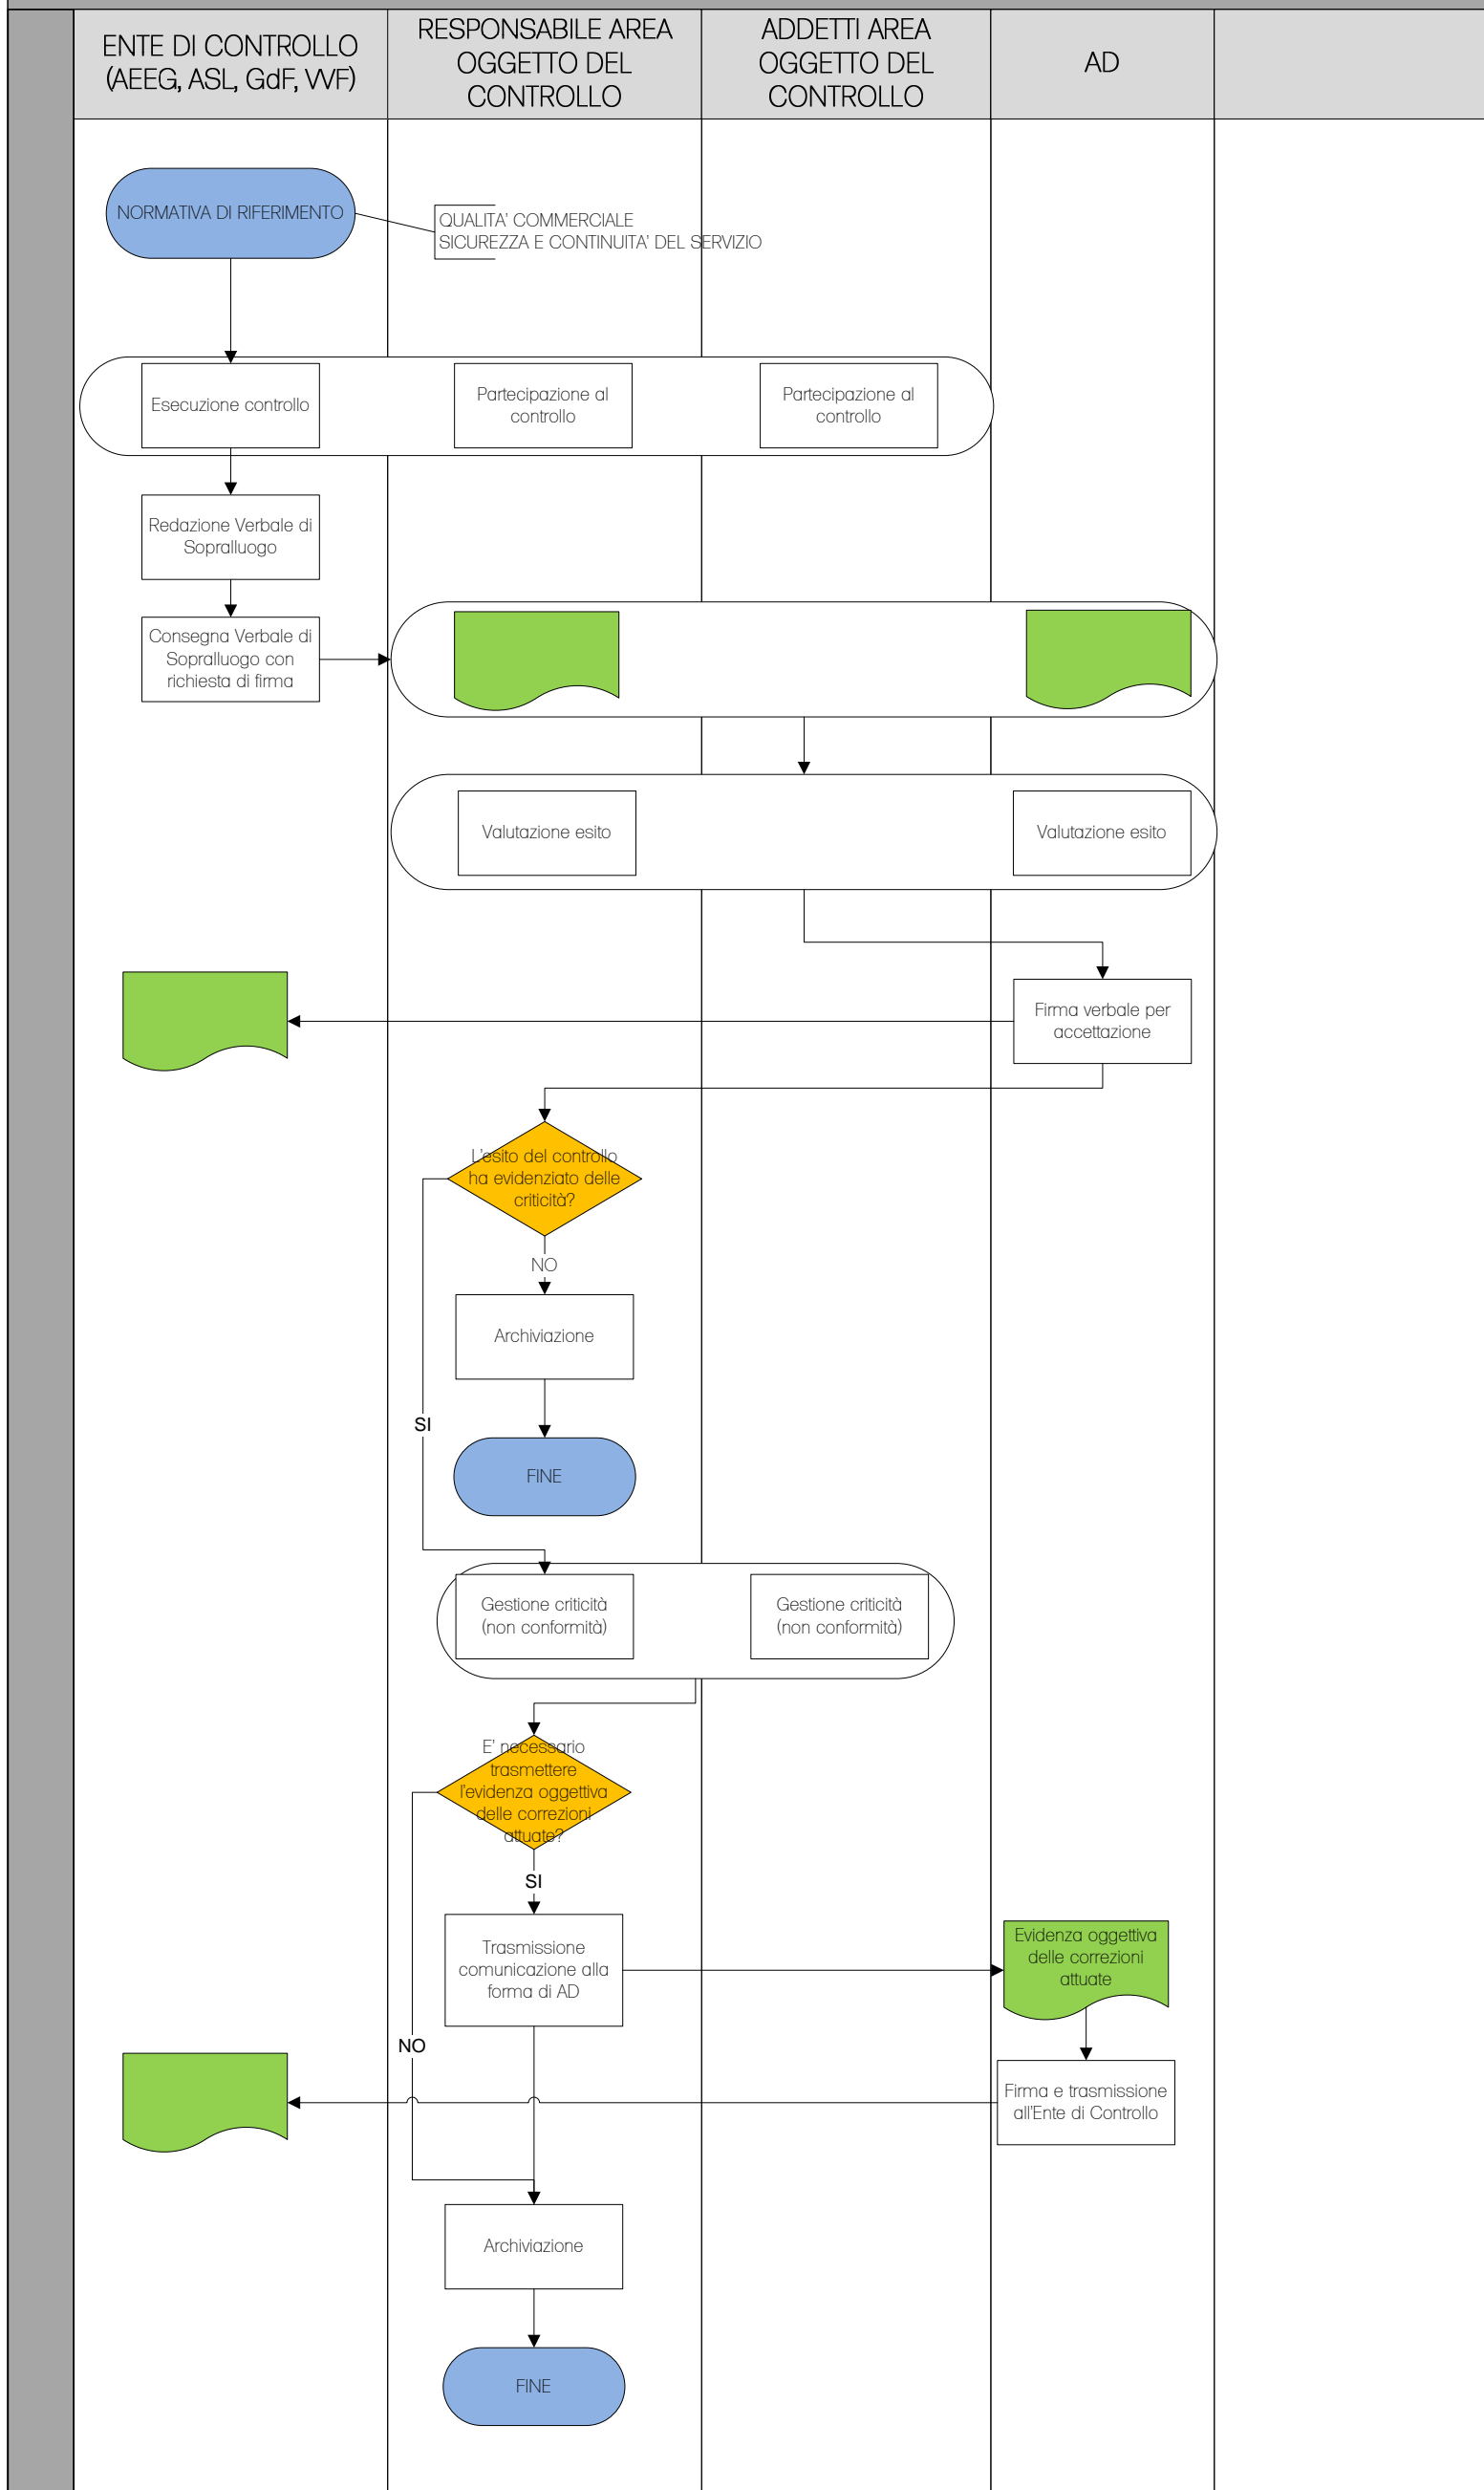 ENTE DI CONTROLLO
(AEEG, ASL, GdF, VVF)
RESPONSABILE AREA
OGGETTO DEL
CONTROLLO
ADDETTI AREA
OGGETTO DEL
CONTROLLO
AD
NORMATIVA DI RIFERIMENTO
QUALITA’ COMMERCIALE
SICUREZZA E CONTINUITA’ DEL SERVIZIO
Esecuzione controllo
Partecipazione al
controllo
Partecipazione al
controllo
Redazione Verbale di
Sopralluogo
Consegna Verbale di
Sopralluogo con
richiesta di firma
Valutazione esito
Valutazione esito
Firma verbale per
accettazione
L’esito del controllo
ha evidenziato delle
criticità?
NO
Archiviazione
SI
FINE
Gestione criticità
(non conformità)
Gestione criticità
(non conformità)
E’ necessario
trasmettere
l’evidenza oggettiva
delle correzioni
attuate?
SI
Trasmissione
comunicazione alla
forma di AD
Evidenza oggettiva
delle correzioni
attuate
NO
Firma e trasmissione
all’Ente di Controllo
Archiviazione
FINE